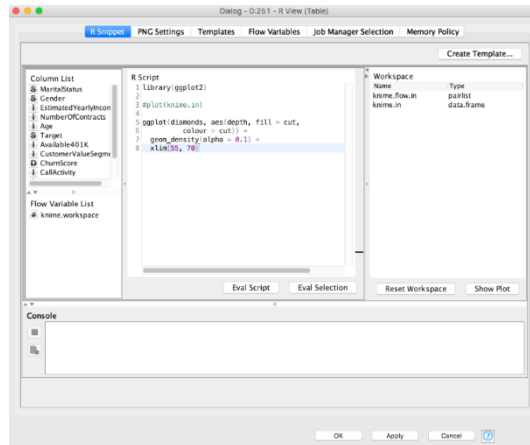 Dialog - 0:251 - R View (Table)
R Snippet PNG Settings Templates Flow Variables Job Manager Selection Memory Policy
Create Template...
Column List
S MaritalStatus
S Gender
I EstimatedYearlyIncon
I NumberOfContracts
I Age
S Target
I Available401K
I CustomerValueSegme
D ChurnScore
I CallActivity
Flow Variable List
knime.workspace
R Script
1 library(ggplot2)
2
3 #plot(knime.in)
4
5 ggplot(diamonds, aes(depth, fill = cut,
6 colour = cut)) +
7 geom_density(alpha = 0.1) +
8 xlim(55, 70)
Eval Script Eval Selection
Workspace
Name Type
knime.flow.in pairlist
knime.in data.frame
Reset Workspace Show Plot
Console
OK Apply Cancel ?